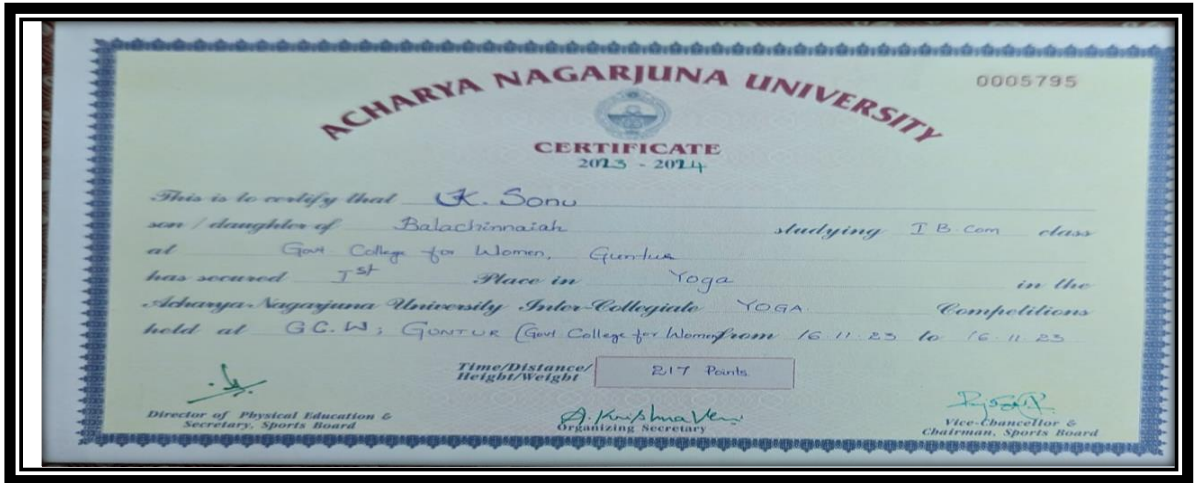 ACHARYA NAGARJUNA UNIVERSITY
0005795
CERTIFICATE
2023 - 2024
This is to certify that K. Sonu
son / daughter of Balachinnaiah studying I B.Com class
at Govt. College for Women, Guntur
has secured Ist Place in Yoga in the
Acharya Nagarjuna University Inter-Collegiate YOGA Competitions
held at G.C.W; GUNTUR (Govt College for Women from 16.11.23 to 16.11.23
Time/Distance/
Height/Weight
217 Points
A. Krishna Veni
Director of Physical Education &
Secretary, Sports Board
Organizing Secretary
Vice-Chancellor &
Chairman, Sports Board